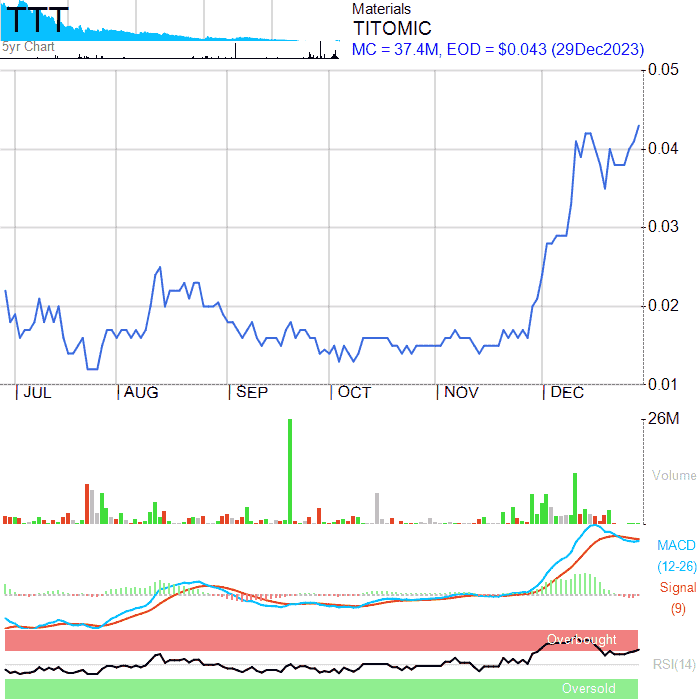 TTT
5yr Chart
Materials
TITOMIC
MC = 37.4M, EOD = $0.043 (29Dec2023)
0.05
0.04
0.03
0.02
0.01
JUL AUG SEP OCT NOV DEC
26M
Volume
MACD
(12-26)
Signal
(9)
Overbought
RSI(14)
Oversold